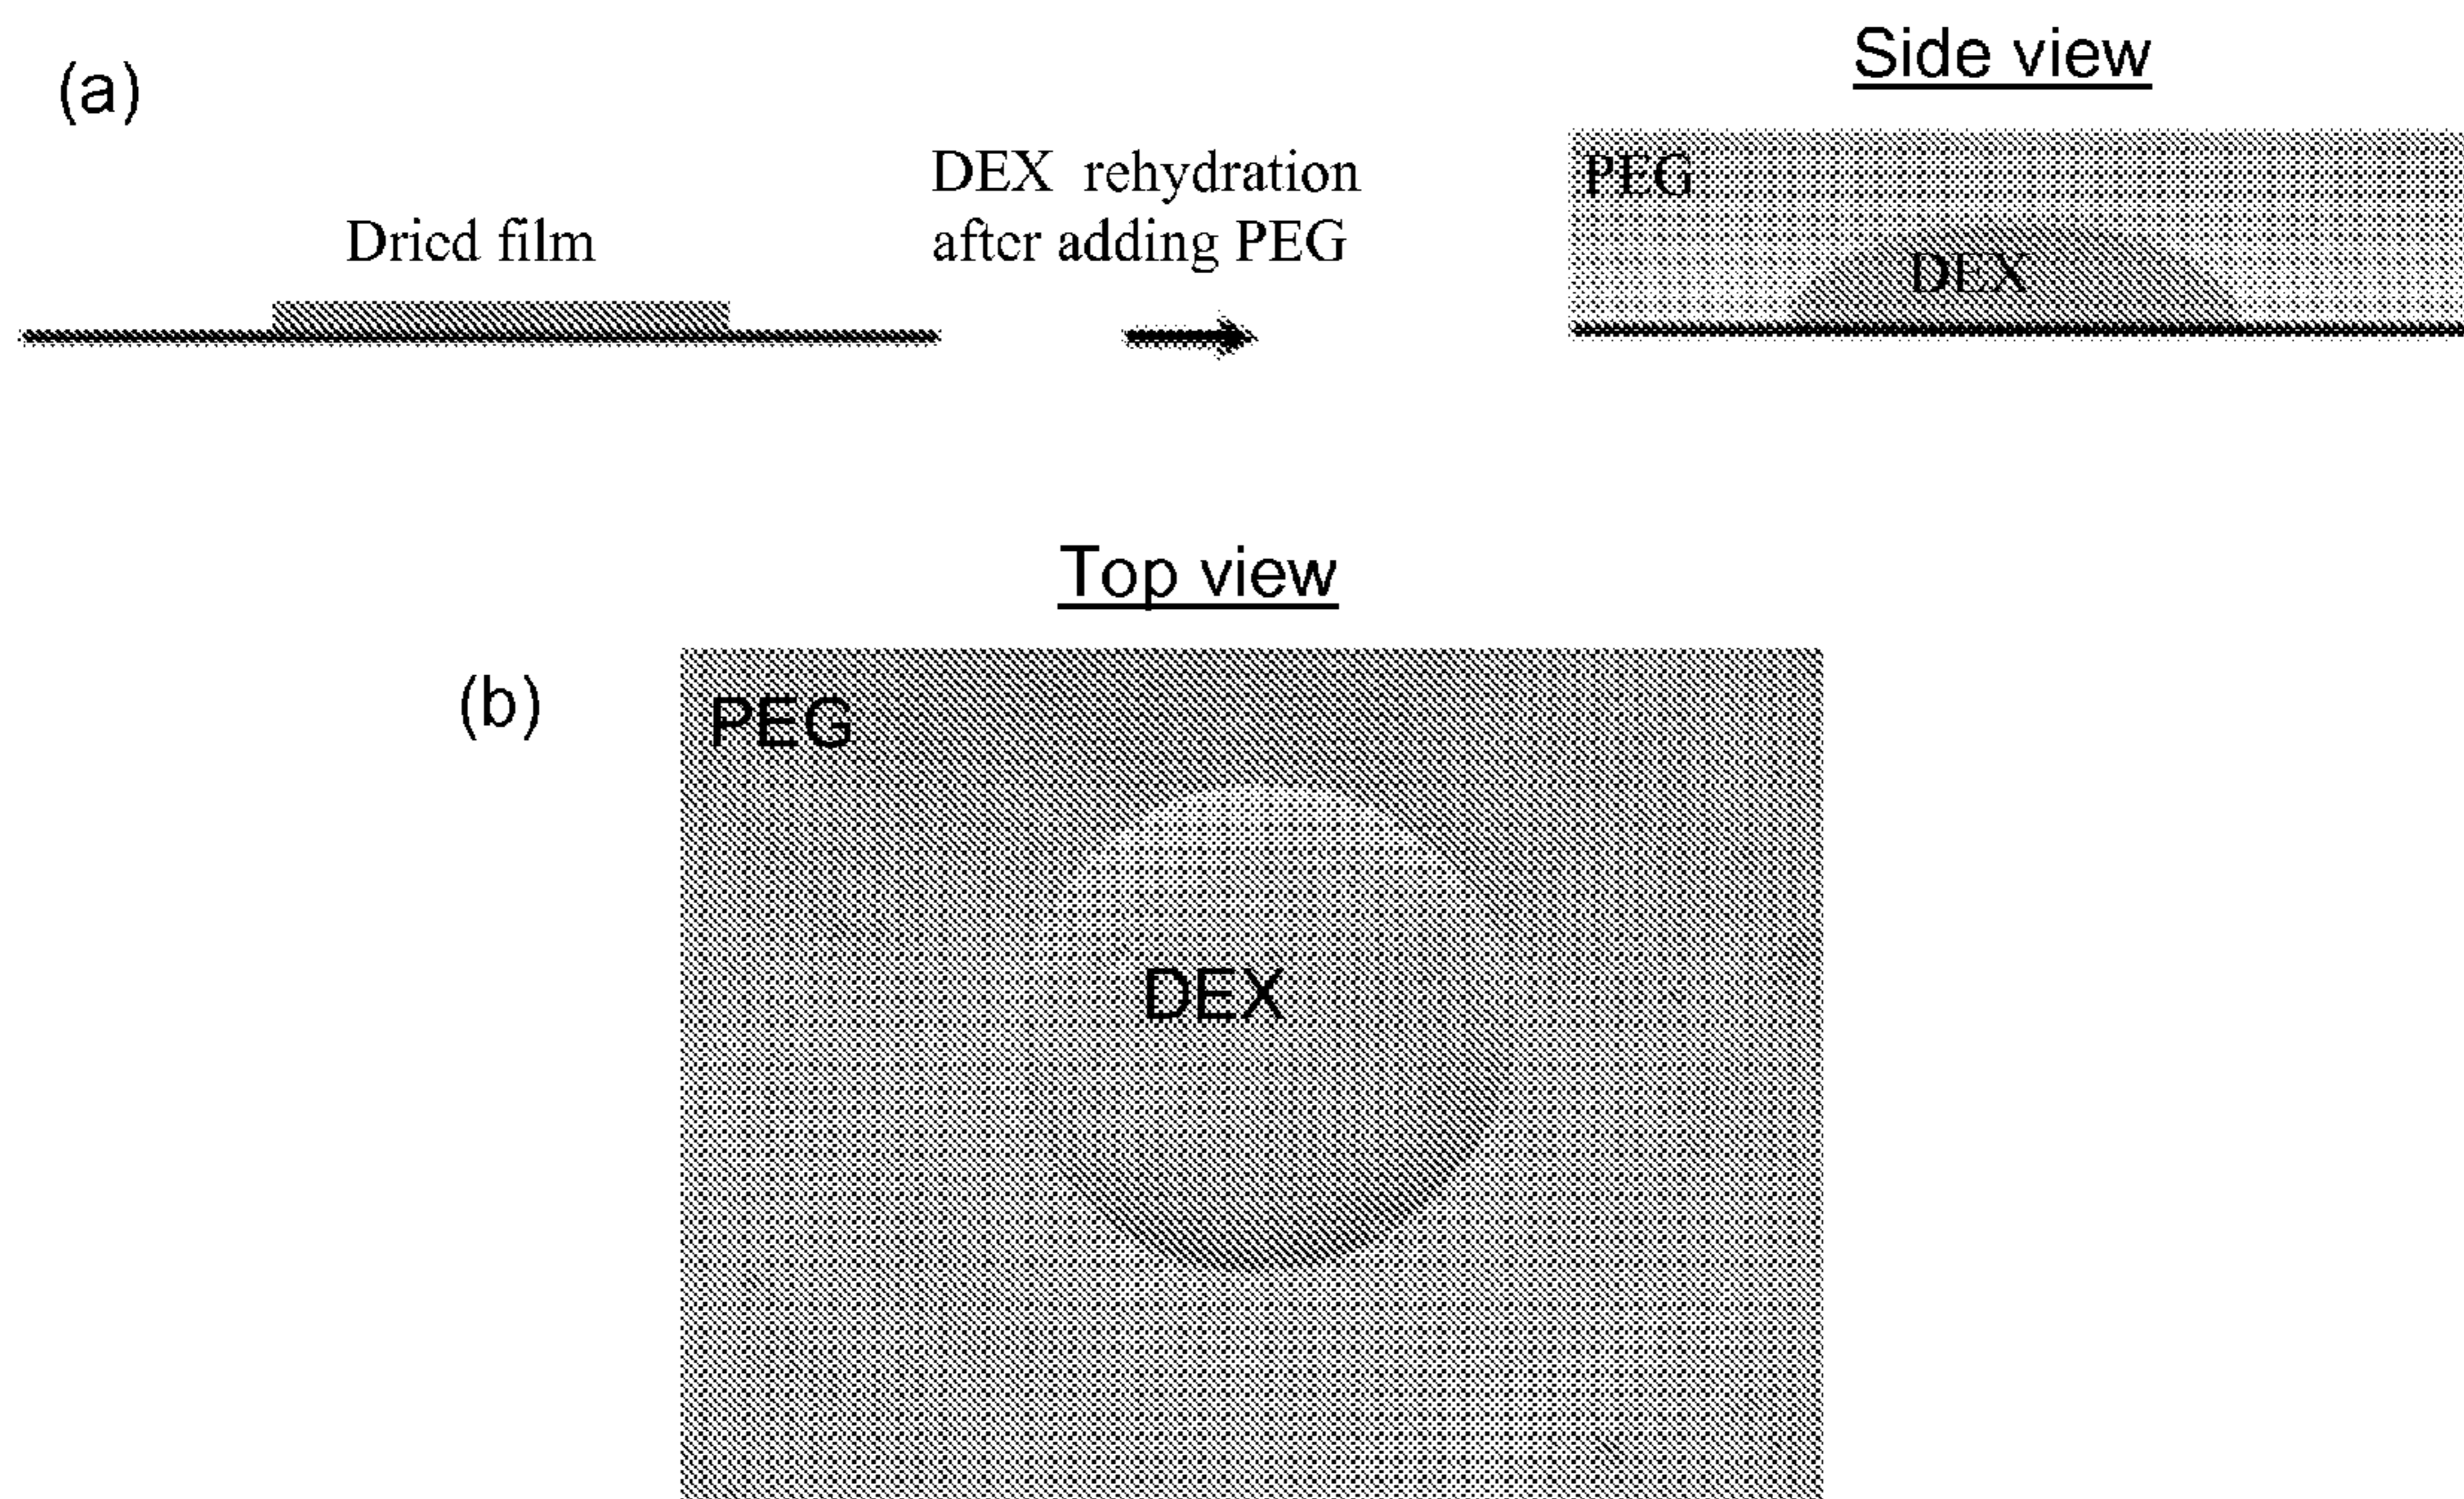 (a)
Side view
DEX rehydration
after adding PEG
Dried film
PEG
DEX
Top view
(b)
PEG
DEX